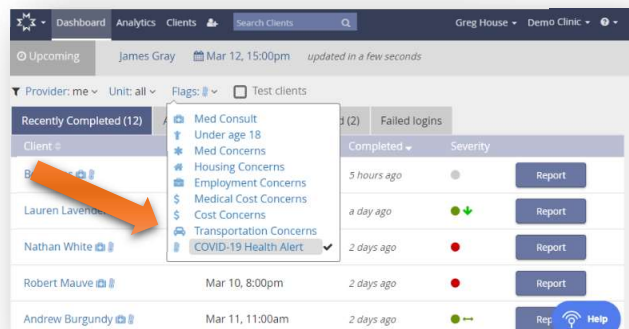 Dashboard Analytics Clients Search Clients Greg House Demo Clinic
Upcoming James Gray Mar 12, 15:00pm updated in a few seconds
Provider: me Unit: all Flags: Test clients
Recently Completed (12) d (2) Failed logins
Client Completed Severity
Med Consult
Under age 18
Med Concerns
Housing Concerns
Employment Concerns
Medical Cost Concerns
Cost Concerns
Transportation Concerns
COVID-19 Health Alert
5 hours ago Report
Lauren Lavender a day ago Report
Nathan White 2 days ago Report
Robert Mauve Mar 10, 8:00pm 2 days ago Report
Andrew Burgundy Mar 11, 11:00am 2 days ago Rep
Help